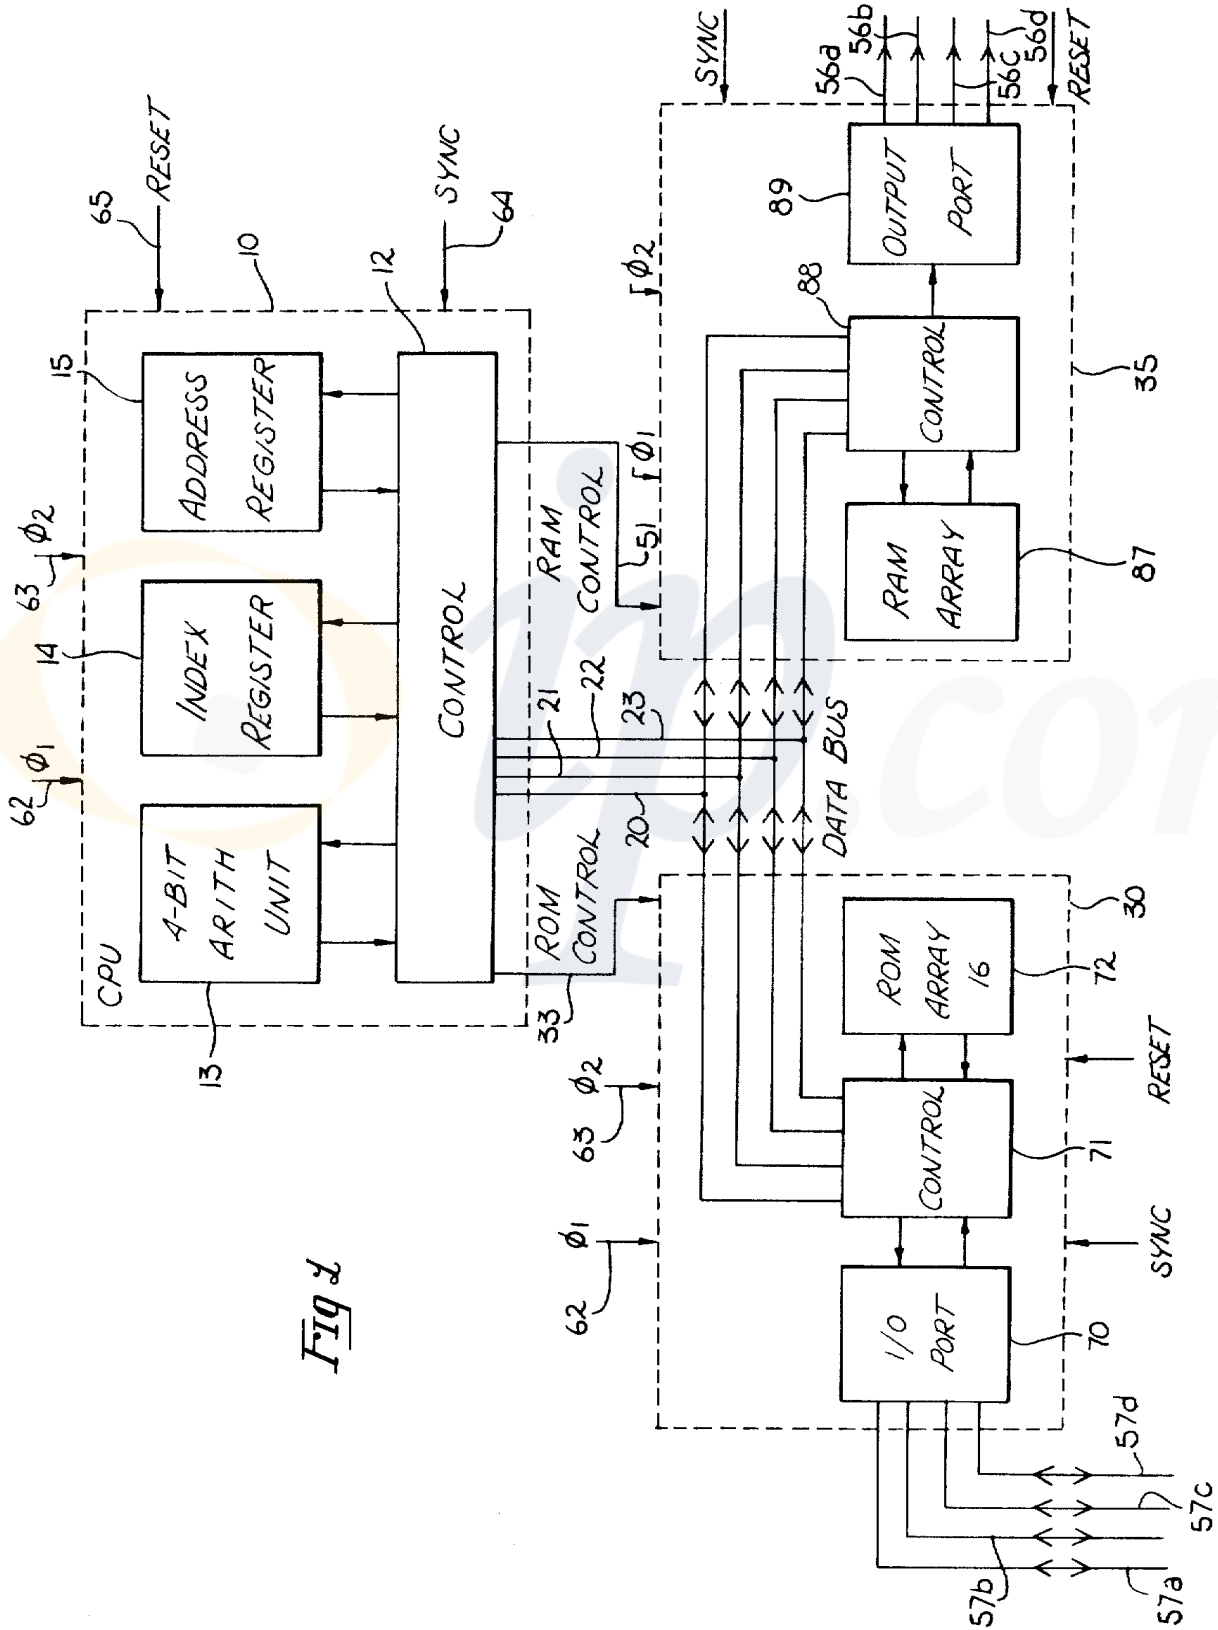 CPU
13
4-BIT
ARITH
UNIT
62
Φ1
14
INDEX
REGISTER
63
Φ2
15
ADDRESS
REGISTER
65
RESET
10
CONTROL
12
SYNC
64
33
ROM
CONTROL
20
21
22
23
RAM
CONTROL
51
Fig 1
62
Φ1
63
Φ2
DATA BUS
Φ1
Φ2
SYNC
57a
57b
57c
57d
I/O
PORT
70
CONTROL
71
ROM
ARRAY
16
72
30
SYNC
RESET
RAM
ARRAY
87
CONTROL
88
OUTPUT
PORT
89
35
56a
56b
56c
56d
RESET
ip.com